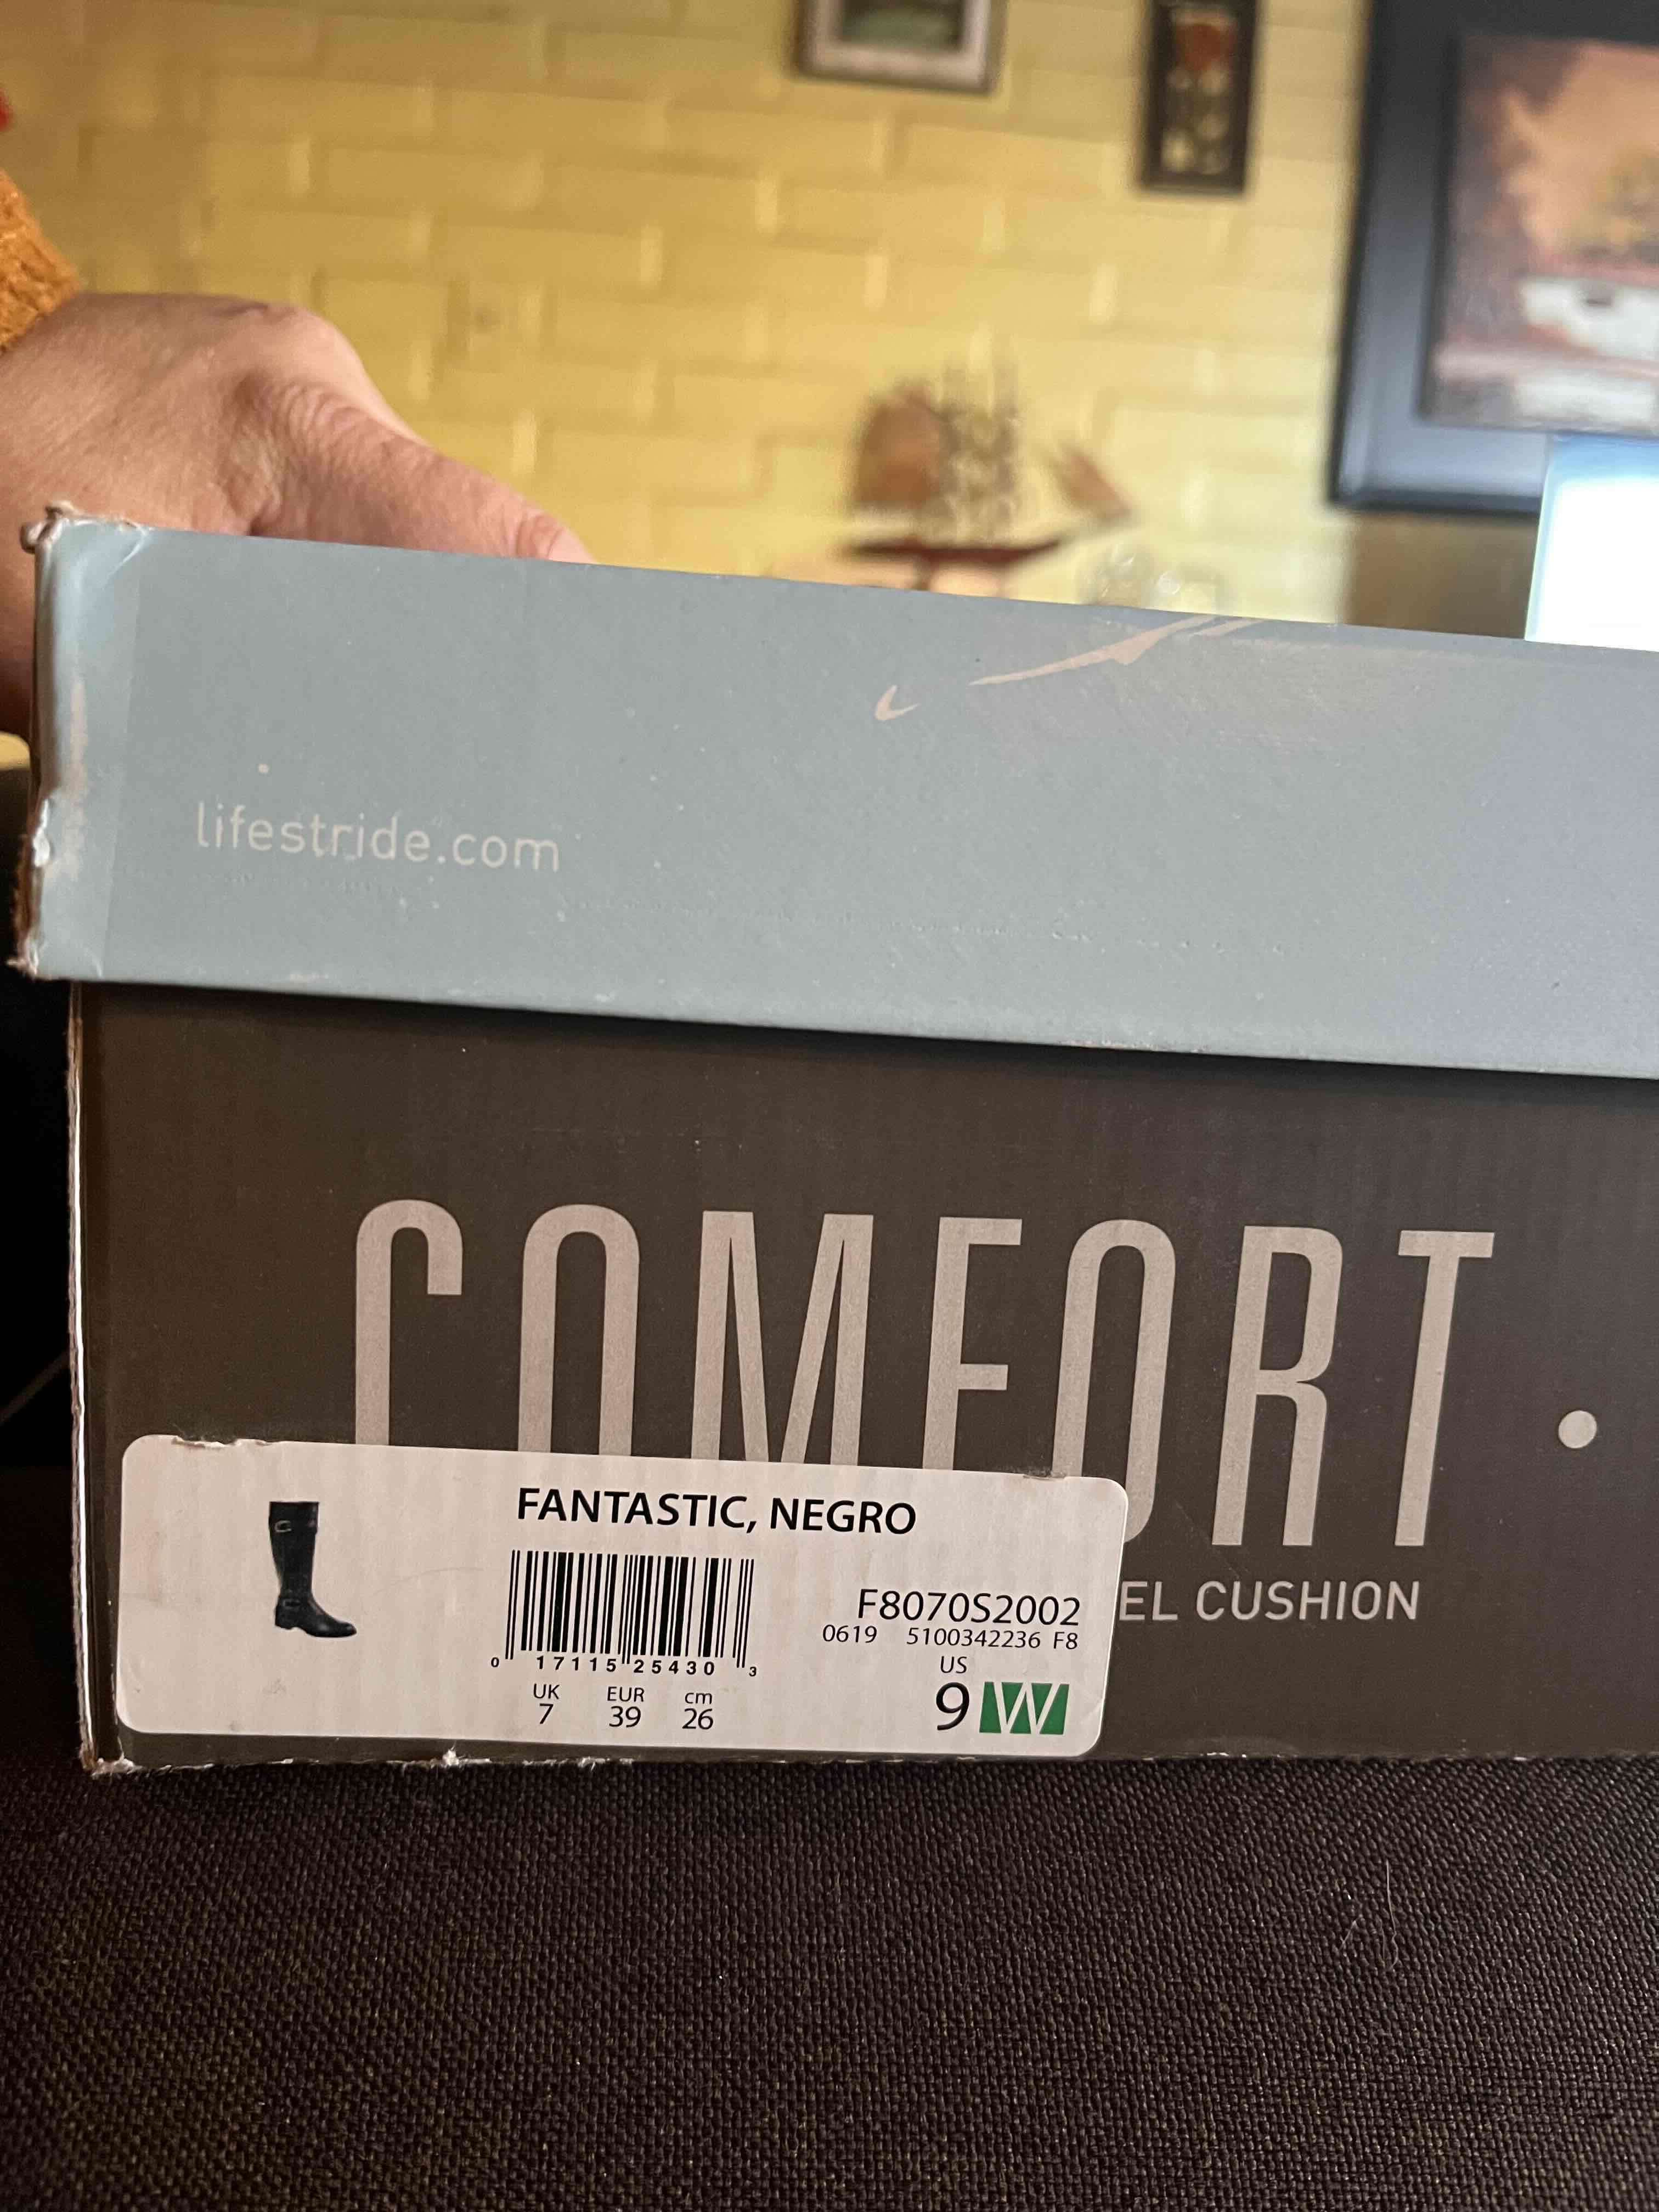 lifestride.com
COMFORT •
EL CUSHION
FANTASTIC, NEGRO
F8070S2002
0619 5100342236 F8
0 17115 25430 3
US
9 W
UK EUR cm
7 39 26